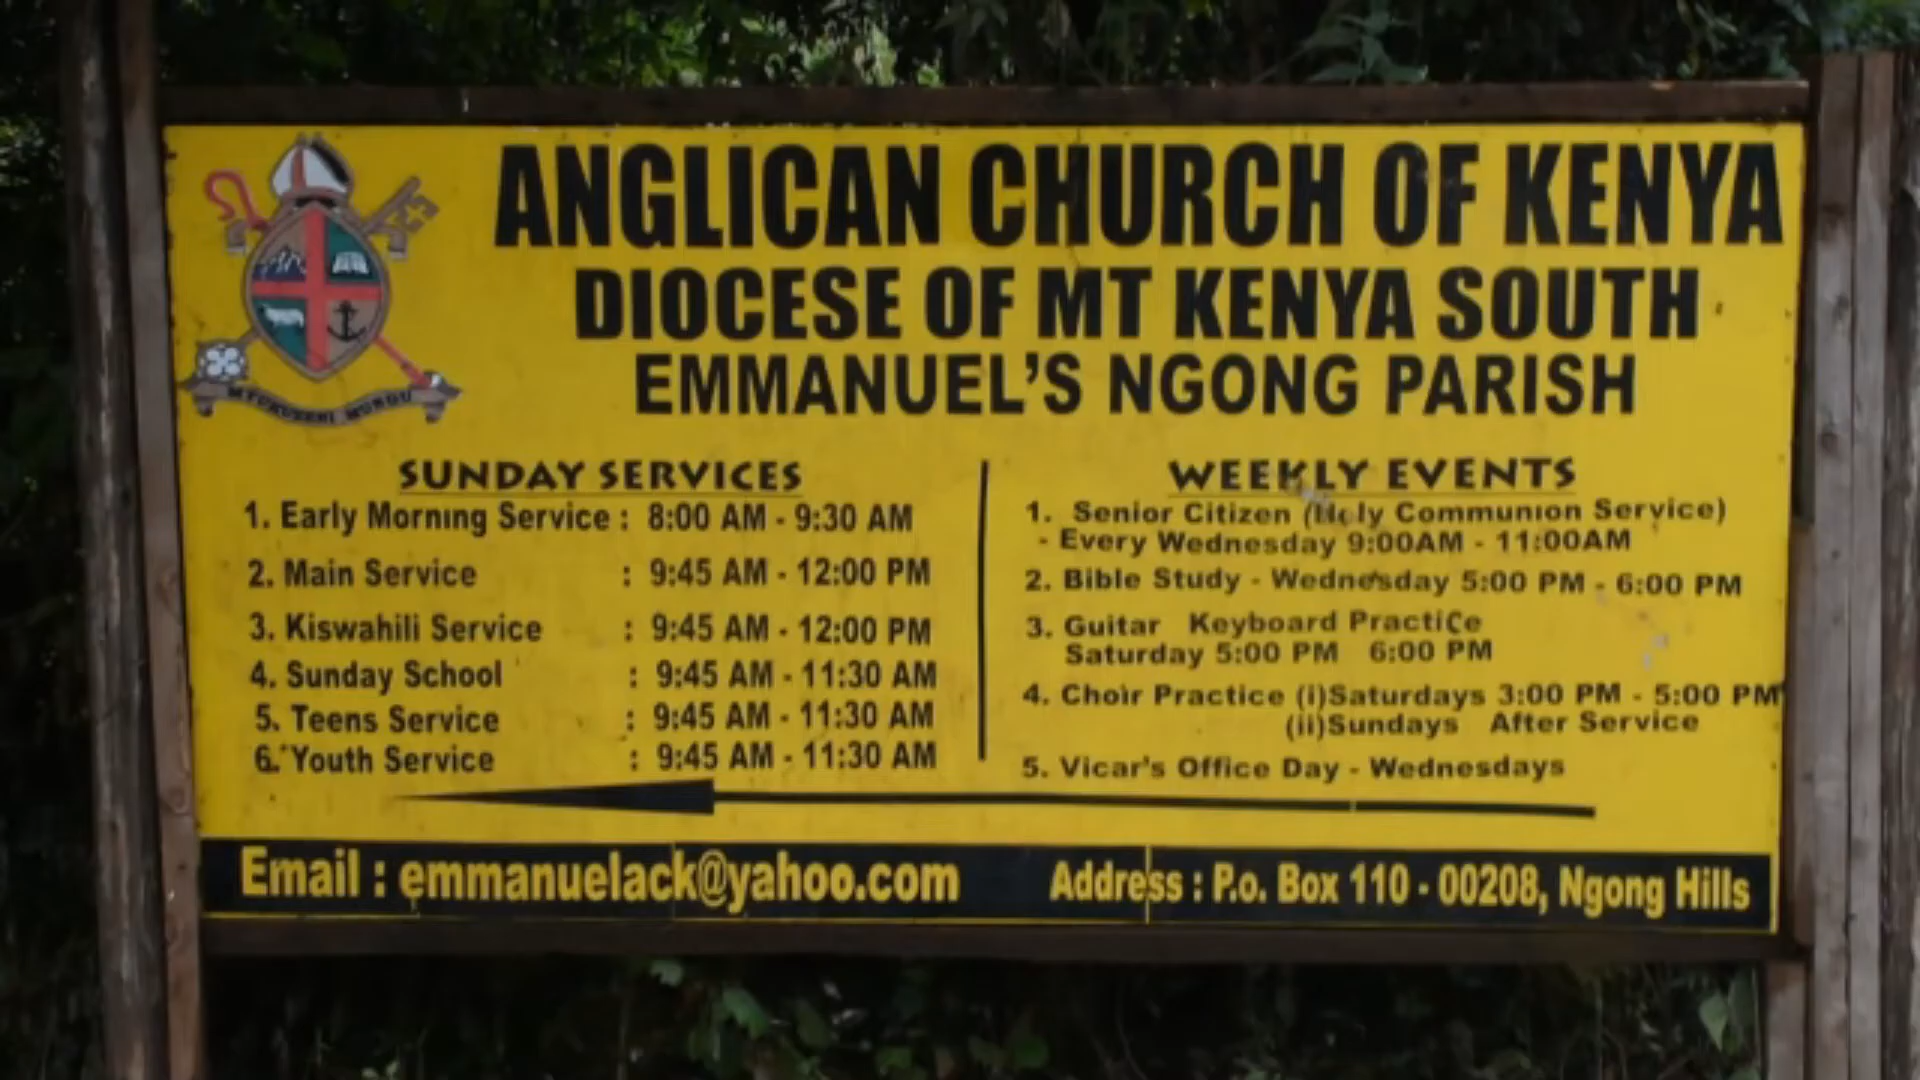 ANGLICAN CHURCH OF KENYA
DIOCESE OF MT KENYA SOUTH
EMMANUEL'S NGONG PARISH
SUNDAY SERVICES
1. Early Morning Service : 8:00 AM - 9:30 AM
2. Main Service : 9:45 AM - 12:00 PM
3. Kiswahili Service : 9:45 AM - 12:00 PM
4. Sunday School : 9:45 AM - 11:30 AM
5. Teens Service : 9:45 AM - 11:30 AM
6. Youth Service : 9:45 AM - 11:30 AM
WEEKLY EVENTS
1. Senior Citizen (Holy Communion Service)
- Every Wednesday 9:00AM - 11:00AM
2. Bible Study - Wednesday 5:00 PM - 6:00 PM
3. Guitar Keyboard Practice
Saturday 5:00 PM 6:00 PM
4. Choir Practice (i)Saturdays 3:00 PM - 5:00 PM
(ii)Sundays After Service
5. Vicar's Office Day - Wednesdays
Email : emmanuelack@yahoo.com
Address : P.o. Box 110 - 00208, Ngong Hills